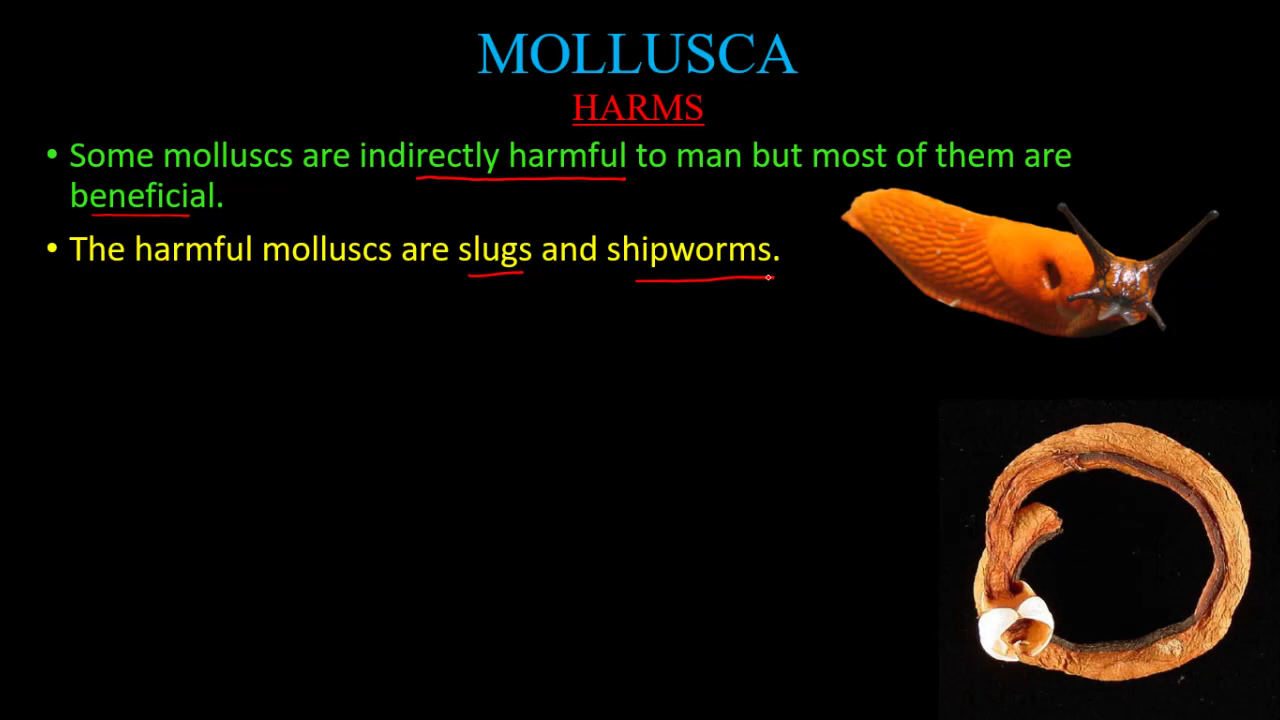 MOLLUSCA
HARMS
• Some molluscs are indirectly harmful to man but most of them are
beneficial.
• The harmful molluscs are slugs and shipworms.